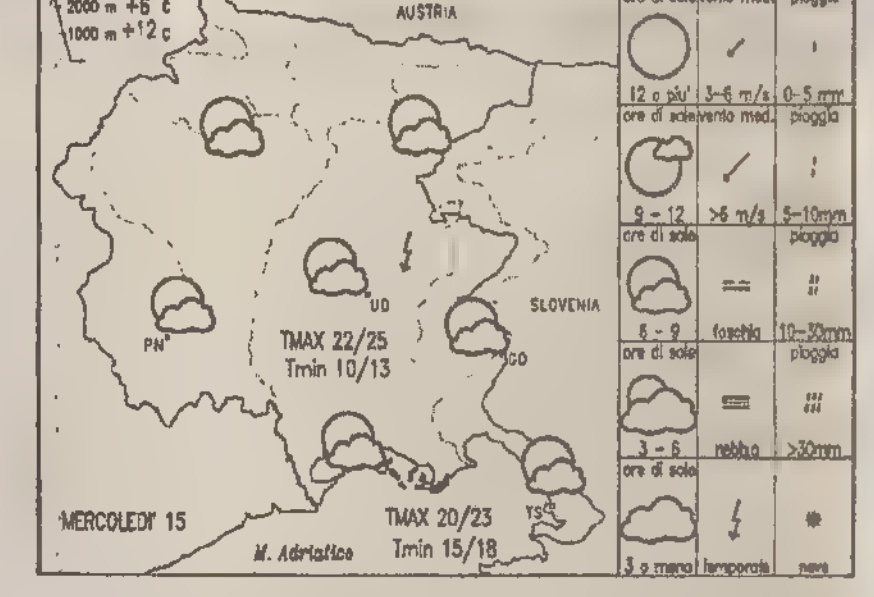 2000 m +6 c
1000 m +12 c
AUSTRIA
SLOVENIA
UD
PN
GO
TMAX 22/25
Tmin 10/13
MERCOLEDI' 15
M. Adriatico
TMAX 20/23
Tmin 15/18
TS
12 o piu' 3-6 m/s 0-5 mm
ore di sole vento med. pioggia
9 - 12 >6 m/s 5-10mm
ore di sole pioggia
6 - 9 foschia 10-30mm
ore di sole pioggia
3 - 6 nebbia >30mm
ore di sole
3 o meno temporale neve